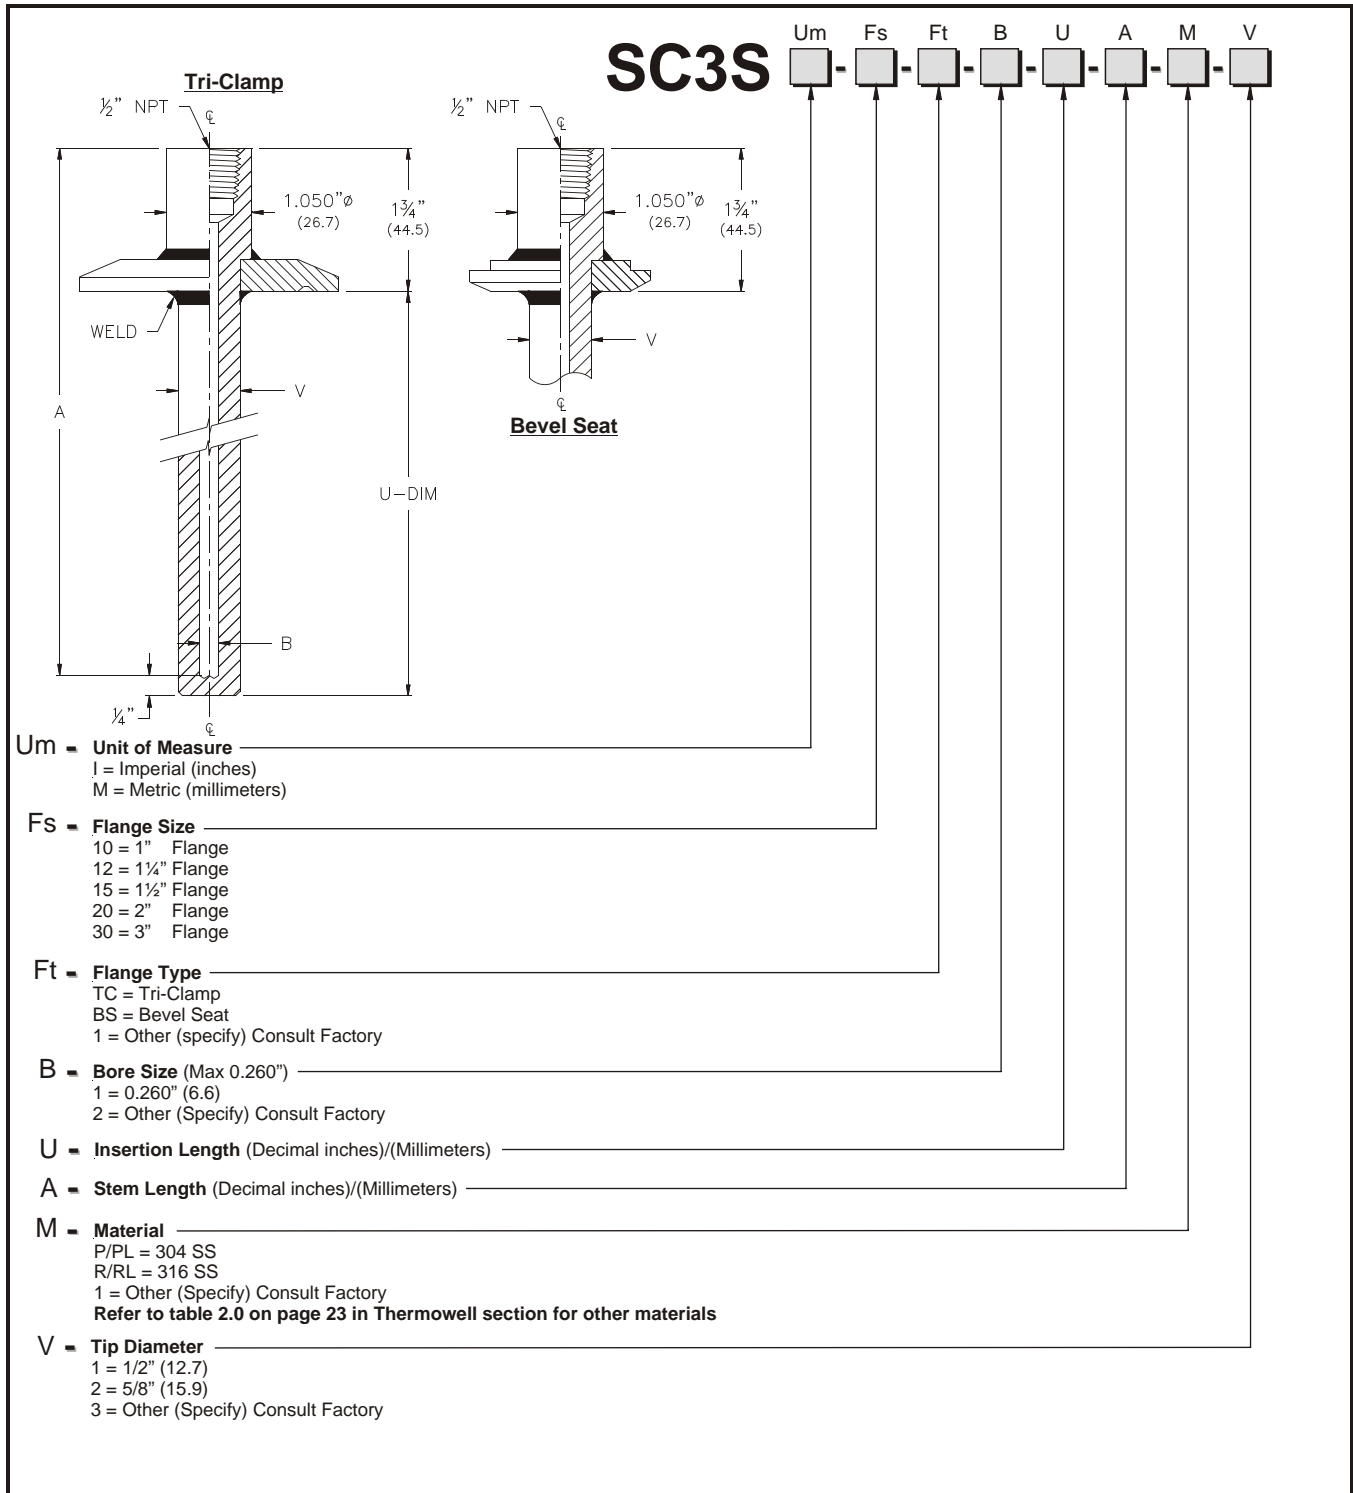 Um Fs Ft B U A M V
SC3S - - - - - - -
Tri-Clamp
½” NPT
℄
1.050”ø
(26.7)
1¾”
(44.5)
WELD
V
A
U-DIM
B
¼”
℄
½” NPT
℄
1.050”ø
(26.7)
1¾”
(44.5)
V
℄
Bevel Seat
Um - Unit of Measure
I = Imperial (inches)
M = Metric (millimeters)
Fs - Flange Size
10 = 1” Flange
12 = 1¼” Flange
15 = 1½” Flange
20 = 2” Flange
30 = 3” Flange
Ft - Flange Type
TC = Tri-Clamp
BS = Bevel Seat
1 = Other (specify) Consult Factory
B - Bore Size (Max 0.260”)
1 = 0.260” (6.6)
2 = Other (Specify) Consult Factory
U - Insertion Length (Decimal inches)/(Millimeters)
A - Stem Length (Decimal inches)/(Millimeters)
M - Material
P/PL = 304 SS
R/RL = 316 SS
1 = Other (Specify) Consult Factory
Refer to table 2.0 on page 23 in Thermowell section for other materials
V - Tip Diameter
1 = 1/2” (12.7)
2 = 5/8” (15.9)
3 = Other (Specify) Consult Factory